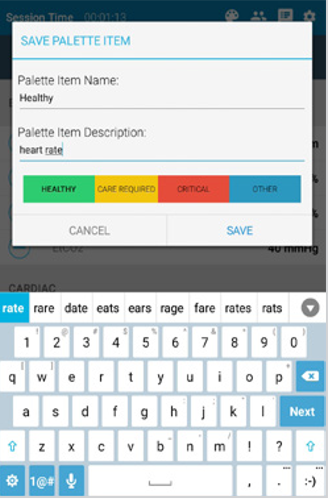 Session Time 00:01:13
SAVE PALETTE ITEM
Palette Item Name:
Healthy
Palette Item Description:
heart rate
HEALTHY CARE REQUIRED CRITICAL OTHER
CANCEL SAVE
EtCO2 40 mmHg
CARDIAC
rate rare date eats ears rage fare rates rats
1 2 3 4 5 6 7 8 9 0
q w e r t y u i o p
a s d f g h j k l Next
z x c v b n m ! ?
1@# , . :-)